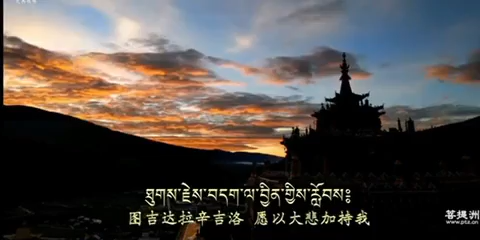 ཐུགས་རྗེས་བདག་ལ་བྱིན་གྱིས་རློབས༔
图吉达拉辛吉洛 愿以大悲加持我
菩提洲